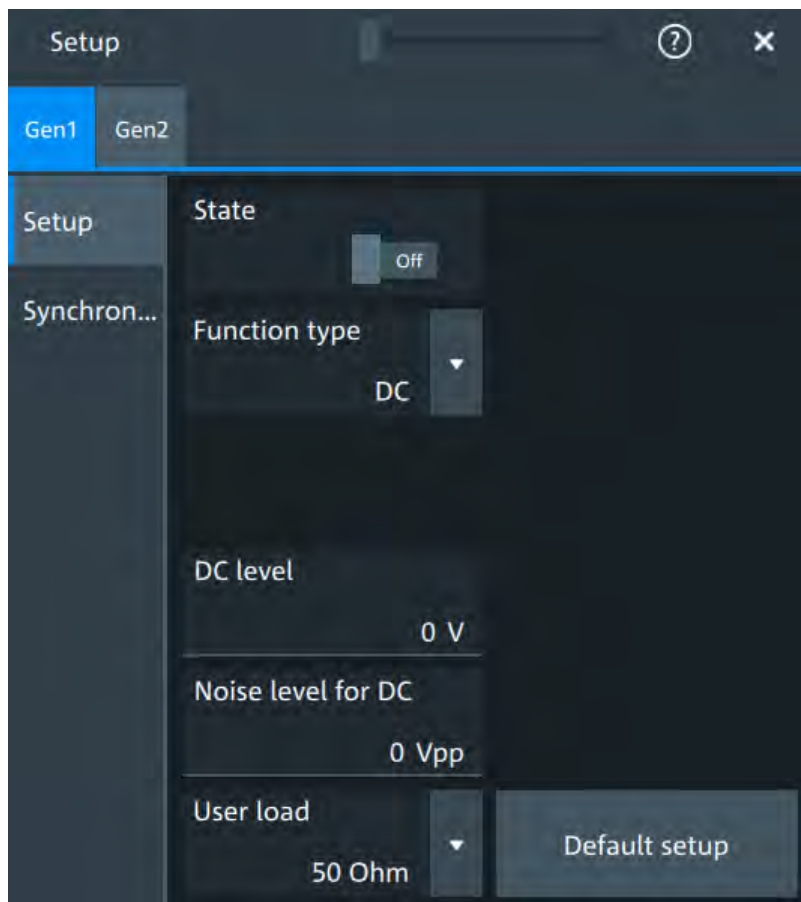 Setup
?
Gen1 Gen2
Setup
Synchron...
State
Off
Function type
DC
DC level
0 V
Noise level for DC
0 Vpp
User load
50 Ohm
Default setup